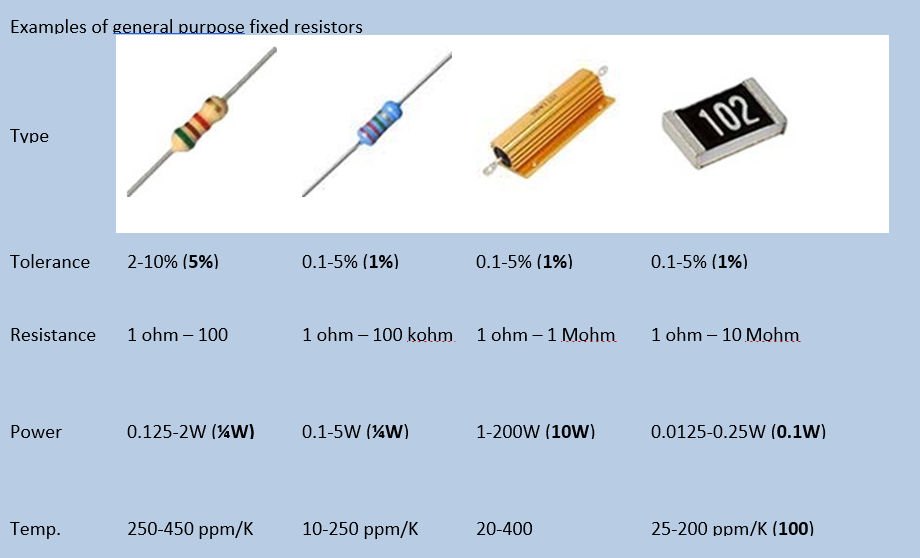 Examples of general purpose fixed resistors
102
Type
Tolerance 2-10% (5%) 0.1-5% (1%) 0.1-5% (1%) 0.1-5% (1%)
Resistance 1 ohm – 100 1 ohm – 100 kohm 1 ohm – 1 Mohm 1 ohm – 10 Mohm
Power 0.125-2W (¼W) 0.1-5W (¼W) 1-200W (10W) 0.0125-0.25W (0.1W)
Temp. 250-450 ppm/K 10-250 ppm/K 20-400 25-200 ppm/K (100)